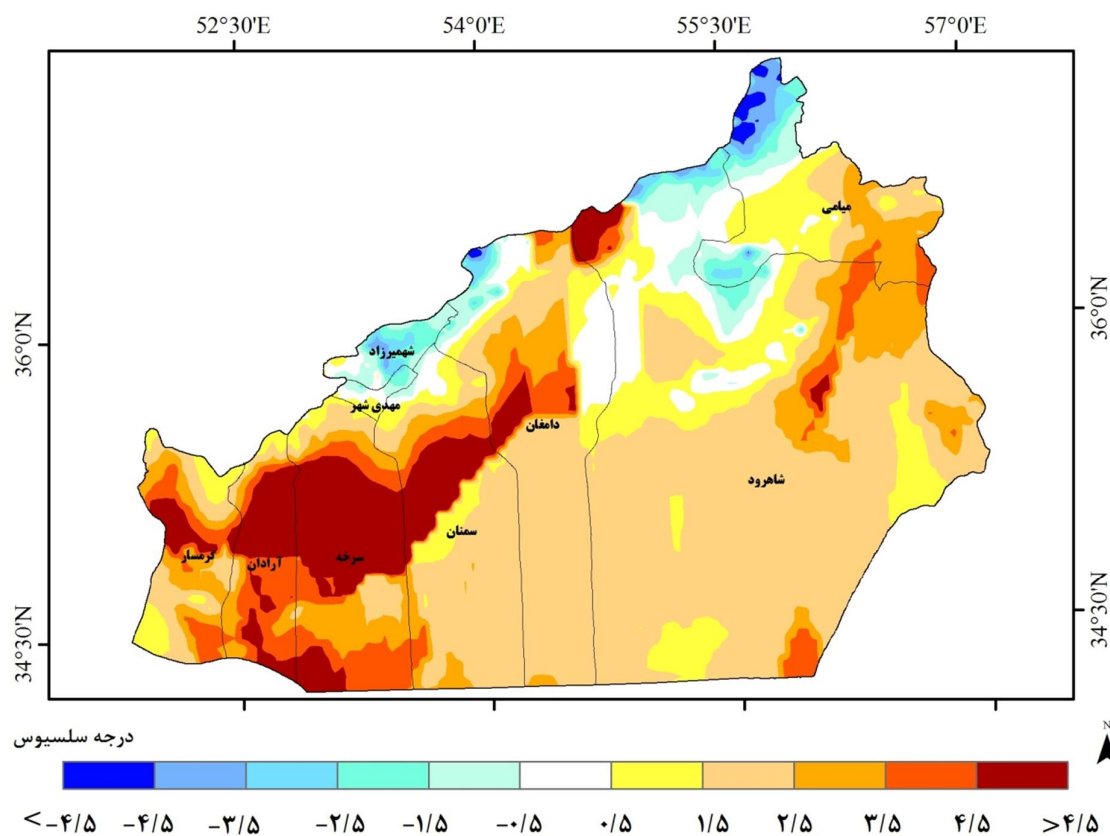 52°30'E 54°0'E 55°30'E 57°0'E
36°0'N
34°30'N
36°0'N
34°30'N
میامی
شهمیرزاد
مهدی شهر
دامغان
شاهرود
سمنان
سرخه
آرادان
گرمسار
درجه سلسیوس
N
< -۴/۵ -۴/۵ -۳/۵ -۲/۵ -۱/۵ -۰/۵ ۰/۵ ۱/۵ ۲/۵ ۳/۵ ۴/۵ >۴/۵